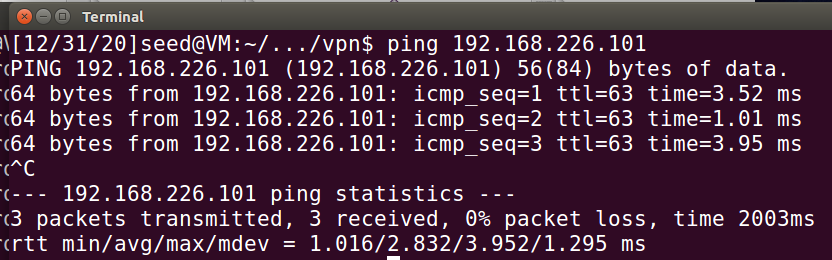 Terminal
[12/31/20]seed@VM:~/.../vpn$ ping 192.168.226.101
PING 192.168.226.101 (192.168.226.101) 56(84) bytes of data.
64 bytes from 192.168.226.101: icmp_seq=1 ttl=63 time=3.52 ms
64 bytes from 192.168.226.101: icmp_seq=2 ttl=63 time=1.01 ms
64 bytes from 192.168.226.101: icmp_seq=3 ttl=63 time=3.95 ms
^C
--- 192.168.226.101 ping statistics ---
3 packets transmitted, 3 received, 0% packet loss, time 2003ms
rtt min/avg/max/mdev = 1.016/2.832/3.952/1.295 ms